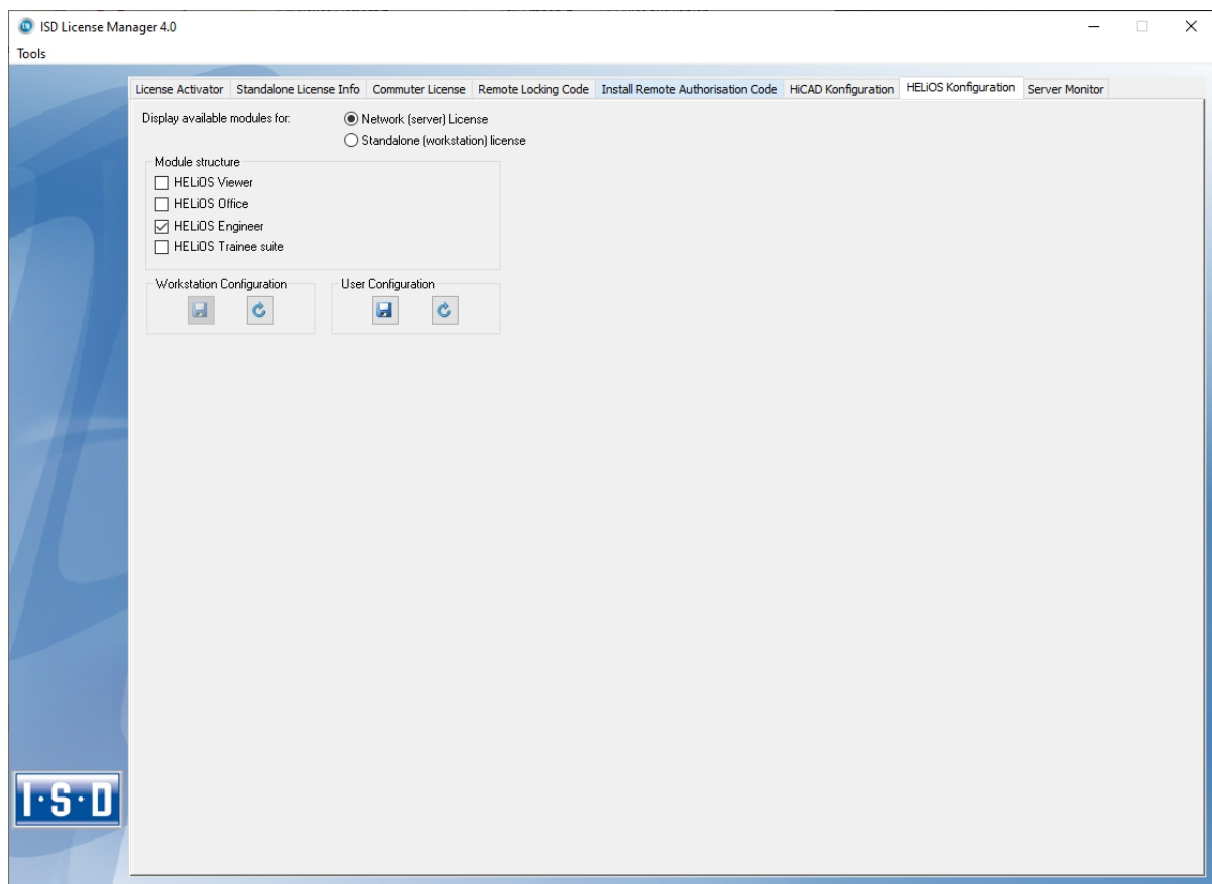 ISD License Manager 4.0
Tools
License Activator Standalone License Info Commuter License Remote Locking Code Install Remote Authorisation Code HiCAD Konfiguration HELiOS Konfiguration Server Monitor
Display available modules for: Network (server) License
Standalone (workstation) license
Module structure
HELiOS Viewer
HELiOS Office
HELiOS Engineer
HELiOS Trainee suite
Workstation Configuration User Configuration
I·S·D